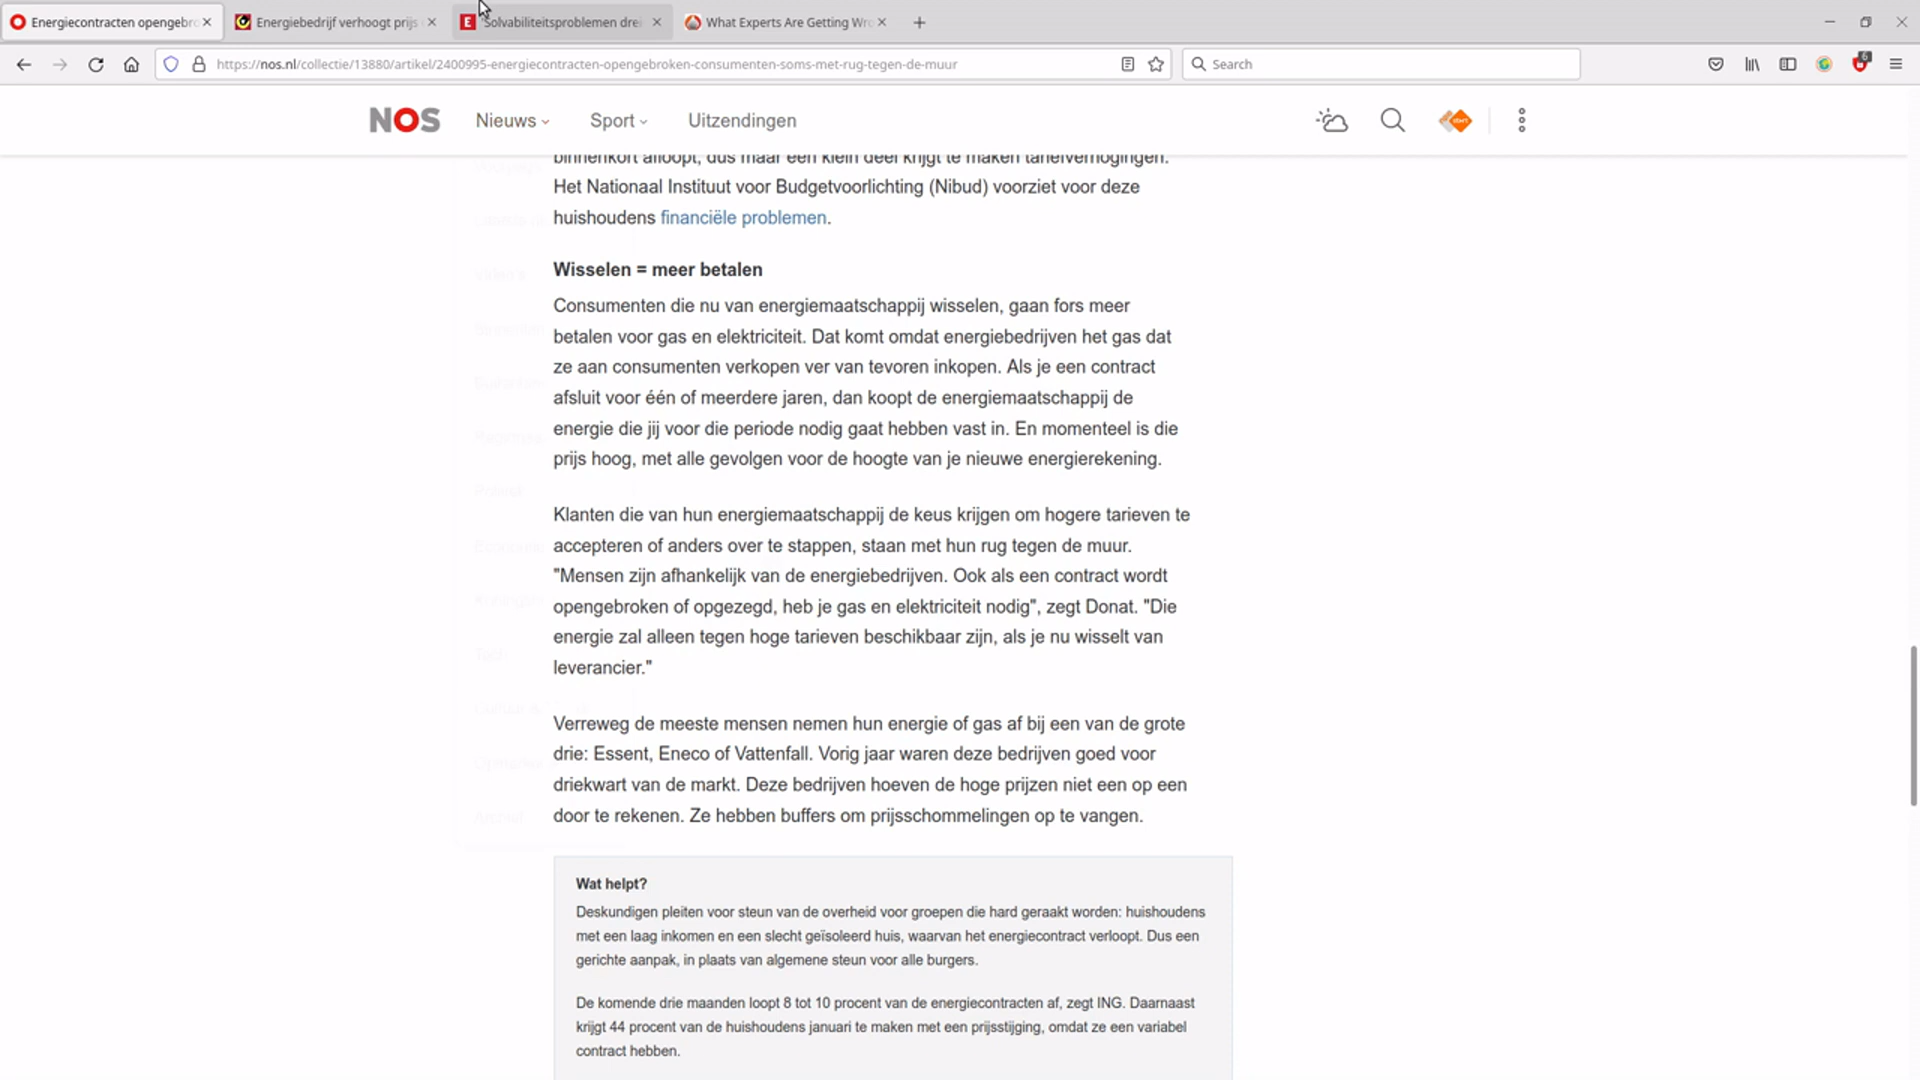 Energiecontracten opengebro
Energiebedrijf verhoogt prijs
E
Solvabiliteitsproblemen drei
What Experts Are Getting Wro
https://nos.nl/collectie/13880/artikel/2400995-energiecontracten-opengebroken-consumenten-soms-met-rug-tegen-de-muur
Search
6
NOS
Nieuws
Sport
Uitzendingen
start
binnenkort afloopt, dus maar een klein deel krijgt te maken tariefverhogingen.
Het Nationaal Instituut voor Budgetvoorlichting (Nibud) voorziet voor deze
huishoudens financiële problemen.
Wisselen = meer betalen
Consumenten die nu van energiemaatschappij wisselen, gaan fors meer
betalen voor gas en elektriciteit. Dat komt omdat energiebedrijven het gas dat
ze aan consumenten verkopen ver van tevoren inkopen. Als je een contract
afsluit voor één of meerdere jaren, dan koopt de energiemaatschappij de
energie die jij voor die periode nodig gaat hebben vast in. En momenteel is die
prijs hoog, met alle gevolgen voor de hoogte van je nieuwe energierekening.
Klanten die van hun energiemaatschappij de keus krijgen om hogere tarieven te
accepteren of anders over te stappen, staan met hun rug tegen de muur.
"Mensen zijn afhankelijk van de energiebedrijven. Ook als een contract wordt
opengebroken of opgezegd, heb je gas en elektriciteit nodig", zegt Donat. "Die
energie zal alleen tegen hoge tarieven beschikbaar zijn, als je nu wisselt van
leverancier."
Verreweg de meeste mensen nemen hun energie of gas af bij een van de grote
drie: Essent, Eneco of Vattenfall. Vorig jaar waren deze bedrijven goed voor
driekwart van de markt. Deze bedrijven hoeven de hoge prijzen niet een op een
door te rekenen. Ze hebben buffers om prijsschommelingen op te vangen.
Wat helpt?
Deskundigen pleiten voor steun van de overheid voor groepen die hard geraakt worden: huishoudens
met een laag inkomen en een slecht geïsoleerd huis, waarvan het energiecontract verloopt. Dus een
gerichte aanpak, in plaats van algemene steun voor alle burgers.
De komende drie maanden loopt 8 tot 10 procent van de energiecontracten af, zegt ING. Daarnaast
krijgt 44 procent van de huishoudens januari te maken met een prijsstijging, omdat ze een variabel
contract hebben.